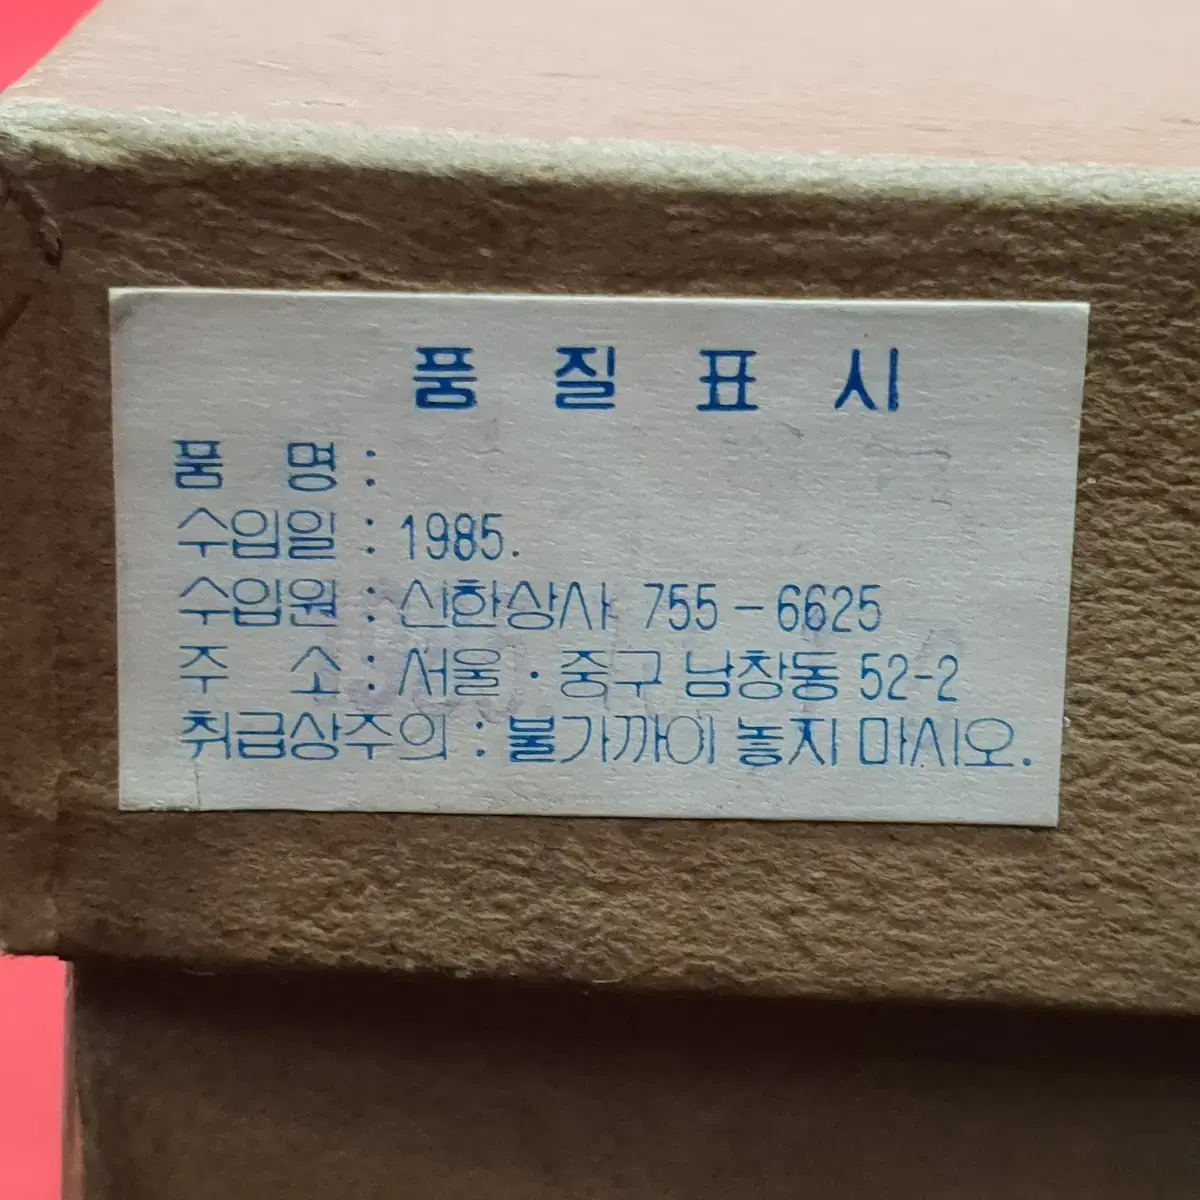 품 질 표 시
품 명 :
수입일 : 1985.
수입원 : 신한상사 755-6625
주 소 : 서울·중구 남창동 52-2
취급상주의 : 불가까이 놓지 마시오.